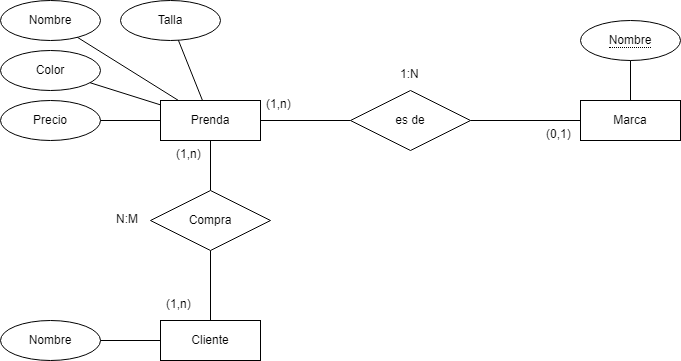 Nombre
Talla
Nombre
Color
1:N
(1,n)
Precio
Prenda
es de
Marca
(0,1)
(1,n)
N:M
Compra
(1,n)
Nombre
Cliente